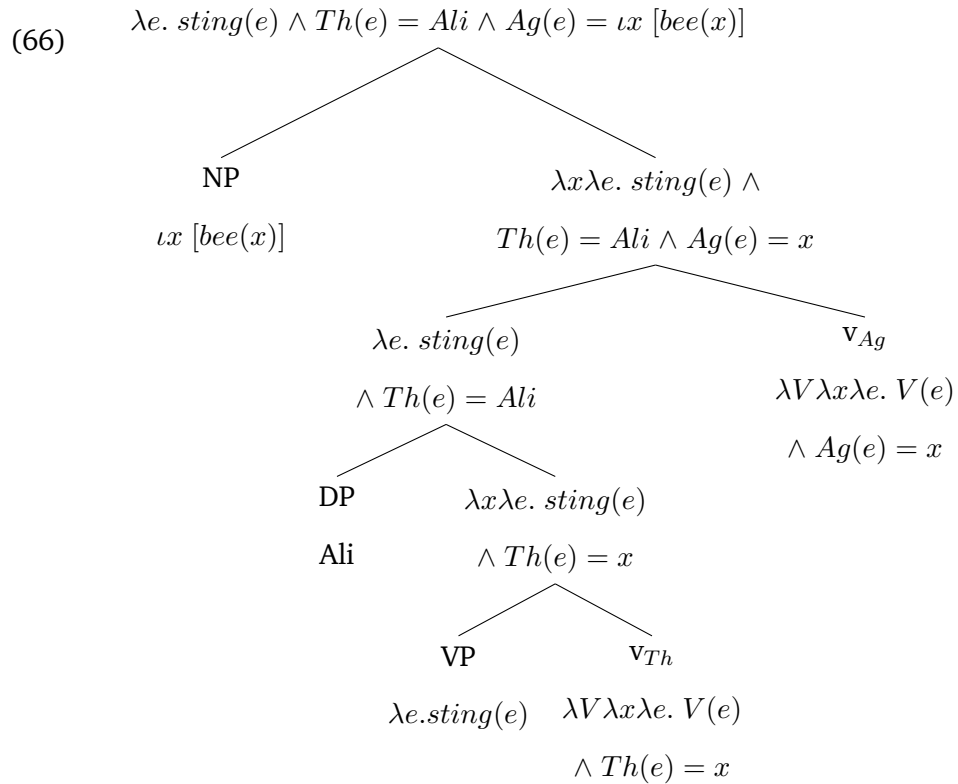 (66)
λe. sting(e) ∧ Th(e) = Ali ∧ Ag(e) = ιx [bee(x)]
NP
ιx [bee(x)]
λxλe. sting(e) ∧
Th(e) = Ali ∧ Ag(e) = x
λe. sting(e)
∧ Th(e) = Ali
v_Ag
λVλxλe. V(e)
∧ Ag(e) = x
DP
Ali
λxλe. sting(e)
∧ Th(e) = x
VP
λe.sting(e)
v_Th
λVλxλe. V(e)
∧ Th(e) = x